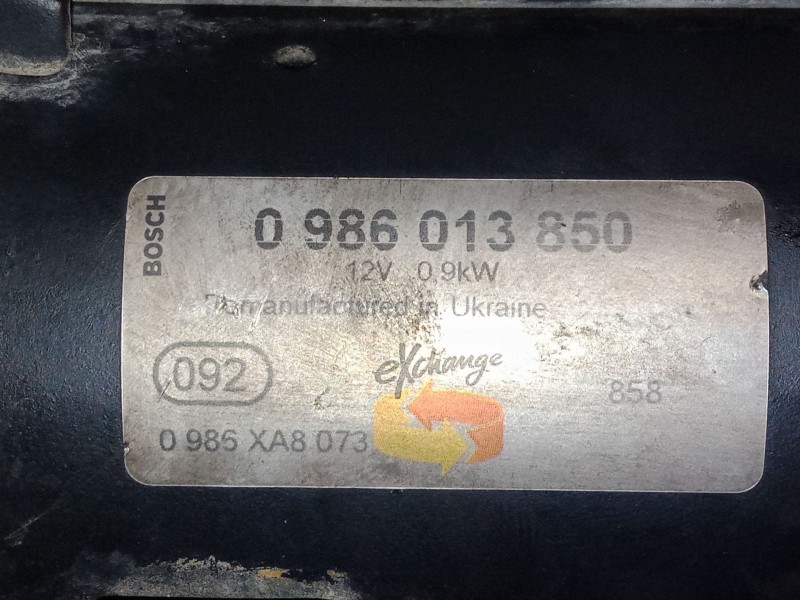 BOSCH
0 986 013 850
12V 0,9kW
Remanufactured in Ukraine
092
eXchange
858
0 986 XA8 073